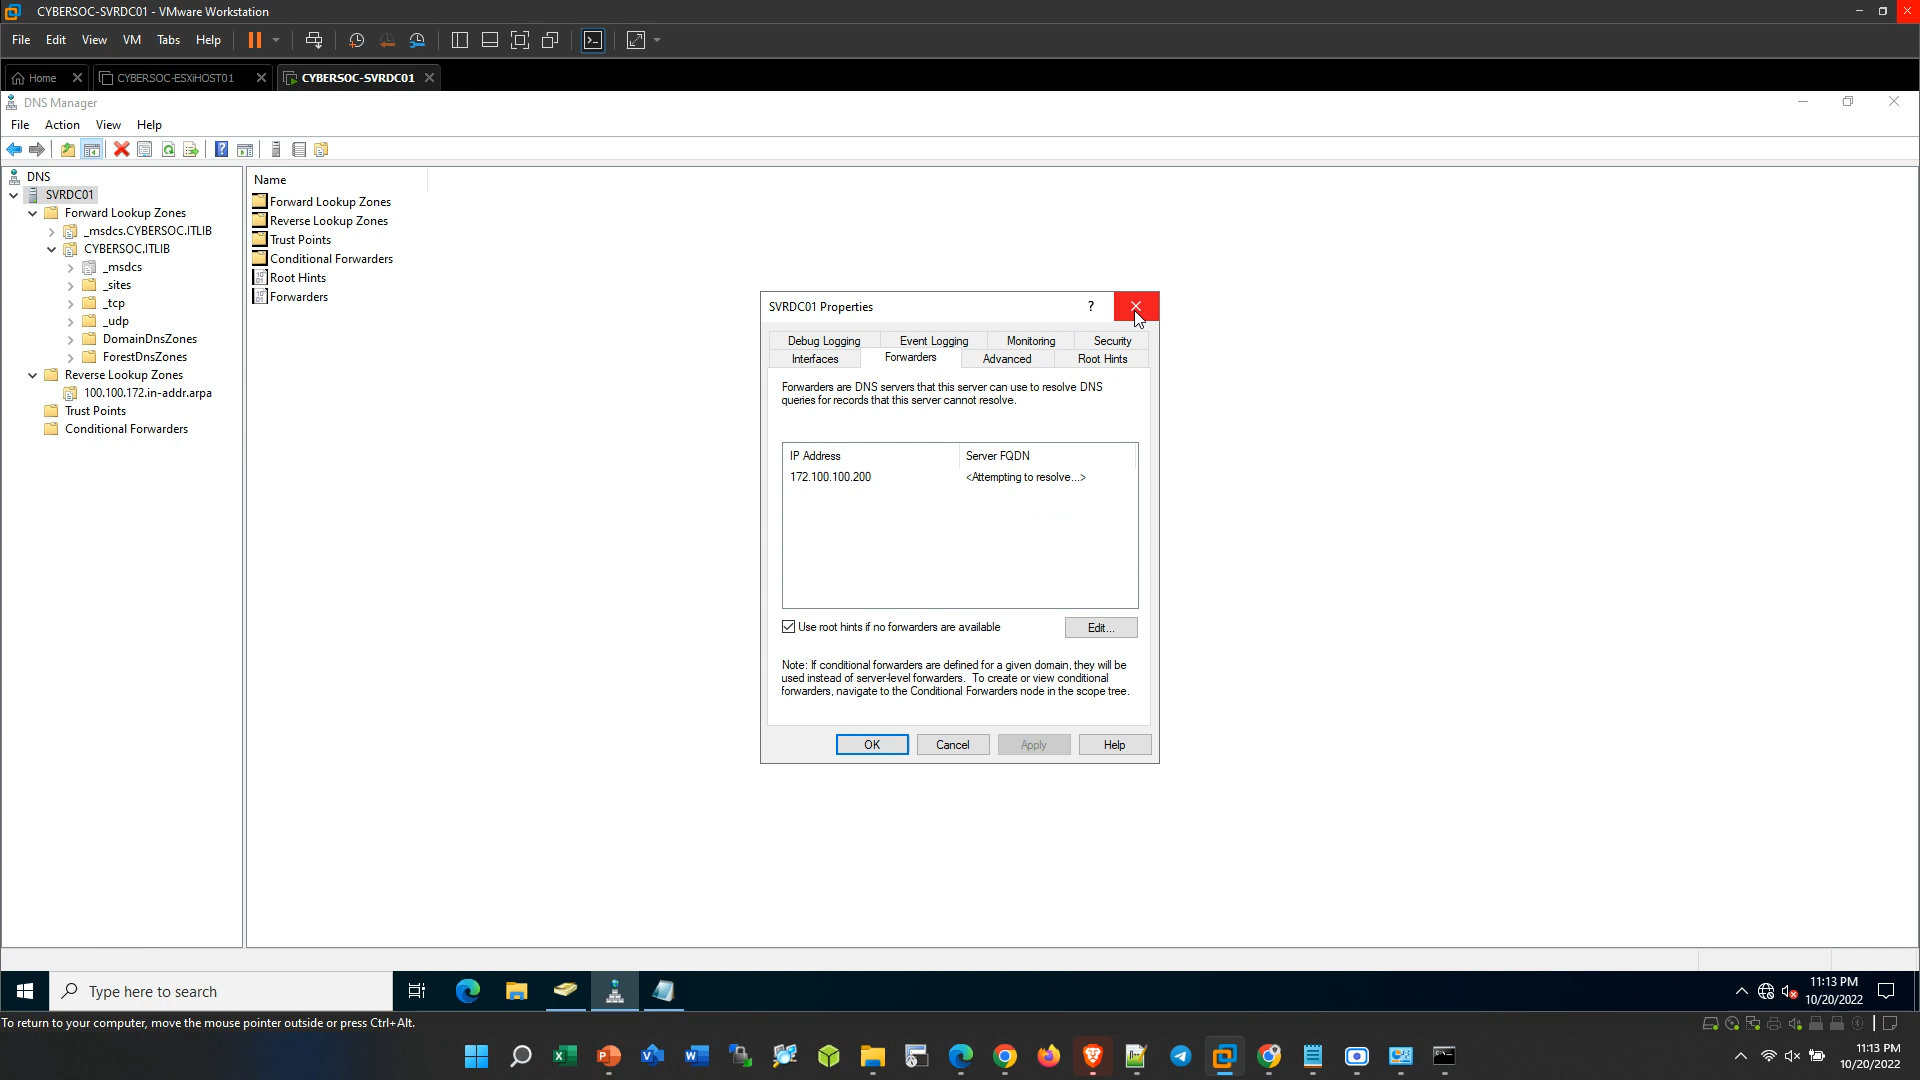 CYBERSOC-SVRDC01 - VMware Workstation
File Edit View VM Tabs Help
Home CYBERSOC-ESXiHOST01 CYBERSOC-SVRDC01
DNS Manager
File Action View Help
DNS
SVRDC01
Forward Lookup Zones
_msdcs.CYBERSOC.ITLIB
CYBERSOC.ITLIB
_msdcs
_sites
_tcp
_udp
DomainDnsZones
ForestDnsZones
Reverse Lookup Zones
100.100.172.in-addr.arpa
Trust Points
Conditional Forwarders
Name
Forward Lookup Zones
Reverse Lookup Zones
Trust Points
Conditional Forwarders
Root Hints
Forwarders
SVRDC01 Properties
Debug Logging Event Logging Monitoring Security
Interfaces Forwarders Advanced Root Hints
Forwarders are DNS servers that this server can use to resolve DNS
queries for records that this server cannot resolve.
IP Address Server FQDN
172.100.100.200 <Attempting to resolve...>
Use root hints if no forwarders are available Edit...
Note: If conditional forwarders are defined for a given domain, they will be
used instead of server-level forwarders. To create or view conditional
forwarders, navigate to the Conditional Forwarders node in the scope tree.
OK Cancel Apply Help
Type here to search
11:13 PM
10/20/2022
To return to your computer, move the mouse pointer outside or press Ctrl+Alt.
11:13 PM
10/20/2022